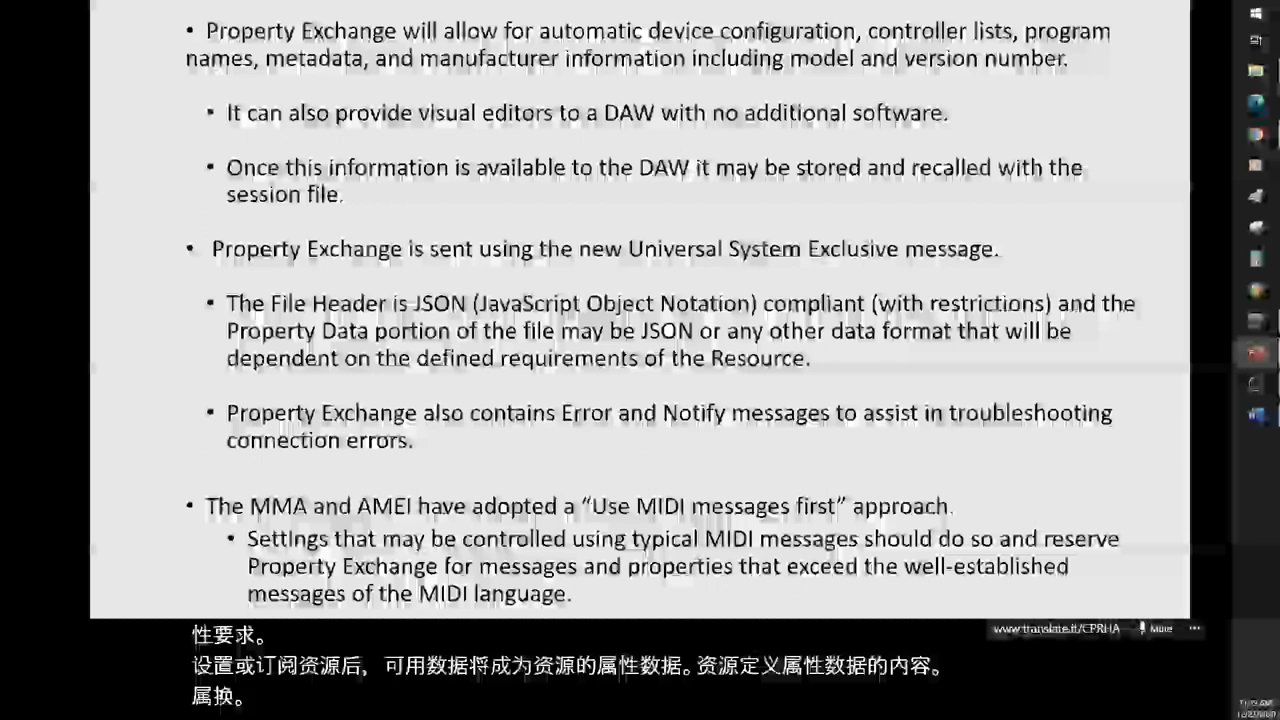 • Property Exchange will allow for automatic device configuration, controller lists, program
names, metadata, and manufacturer information including model and version number.
• It can also provide visual editors to a DAW with no additional software.
• Once this information is available to the DAW it may be stored and recalled with the
session file.
• Property Exchange is sent using the new Universal System Exclusive message.
• The File Header is JSON (JavaScript Object Notation) compliant (with restrictions) and the
Property Data portion of the file may be JSON or any other data format that will be
dependent on the defined requirements of the Resource.
• Property Exchange also contains Error and Notify messages to assist in troubleshooting
connection errors.
• The MMA and AMEI have adopted a “Use MIDI messages first” approach.
• Settings that may be controlled using typical MIDI messages should do so and reserve
Property Exchange for messages and properties that exceed the well-established
messages of the MIDI language.
www.translate.it/CPRHA More ...
性要求。
设置或订阅资源后，可用数据将成为资源的属性数据。资源定义属性数据的内容。
属换。